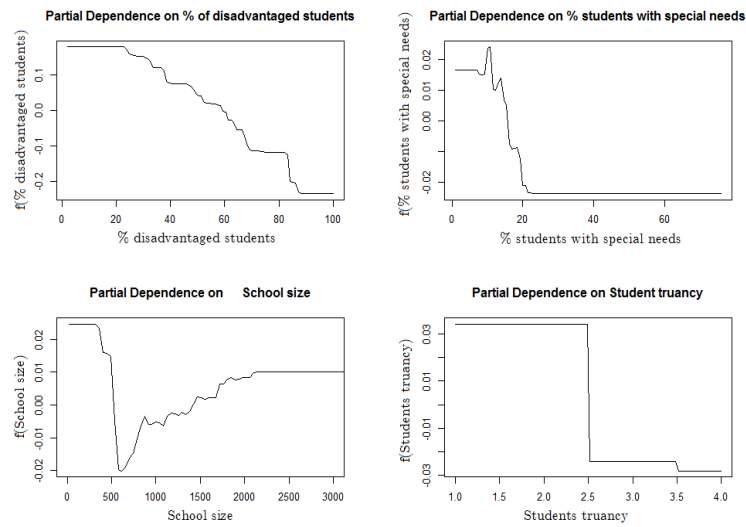 Partial Dependence on % of disadvantaged students
f(% disadvantaged students)
0.1
0.0
-0.1
-0.2
0 20 40 60 80 100
% disadvantaged students
Partial Dependence on % students with special needs
f(% students with special needs)
0.02
0.01
0.00
-0.02
0 20 40 60
% students with special needs
Partial Dependence on School size
f(School size)
0.02
0.01
0.00
-0.01
-0.02
0 500 1000 1500 2000 2500 3000
School size
Partial Dependence on Student truancy
f(Students truancy)
0.03
0.01
-0.01
-0.03
1.0 1.5 2.0 2.5 3.0 3.5 4.0
Students truancy